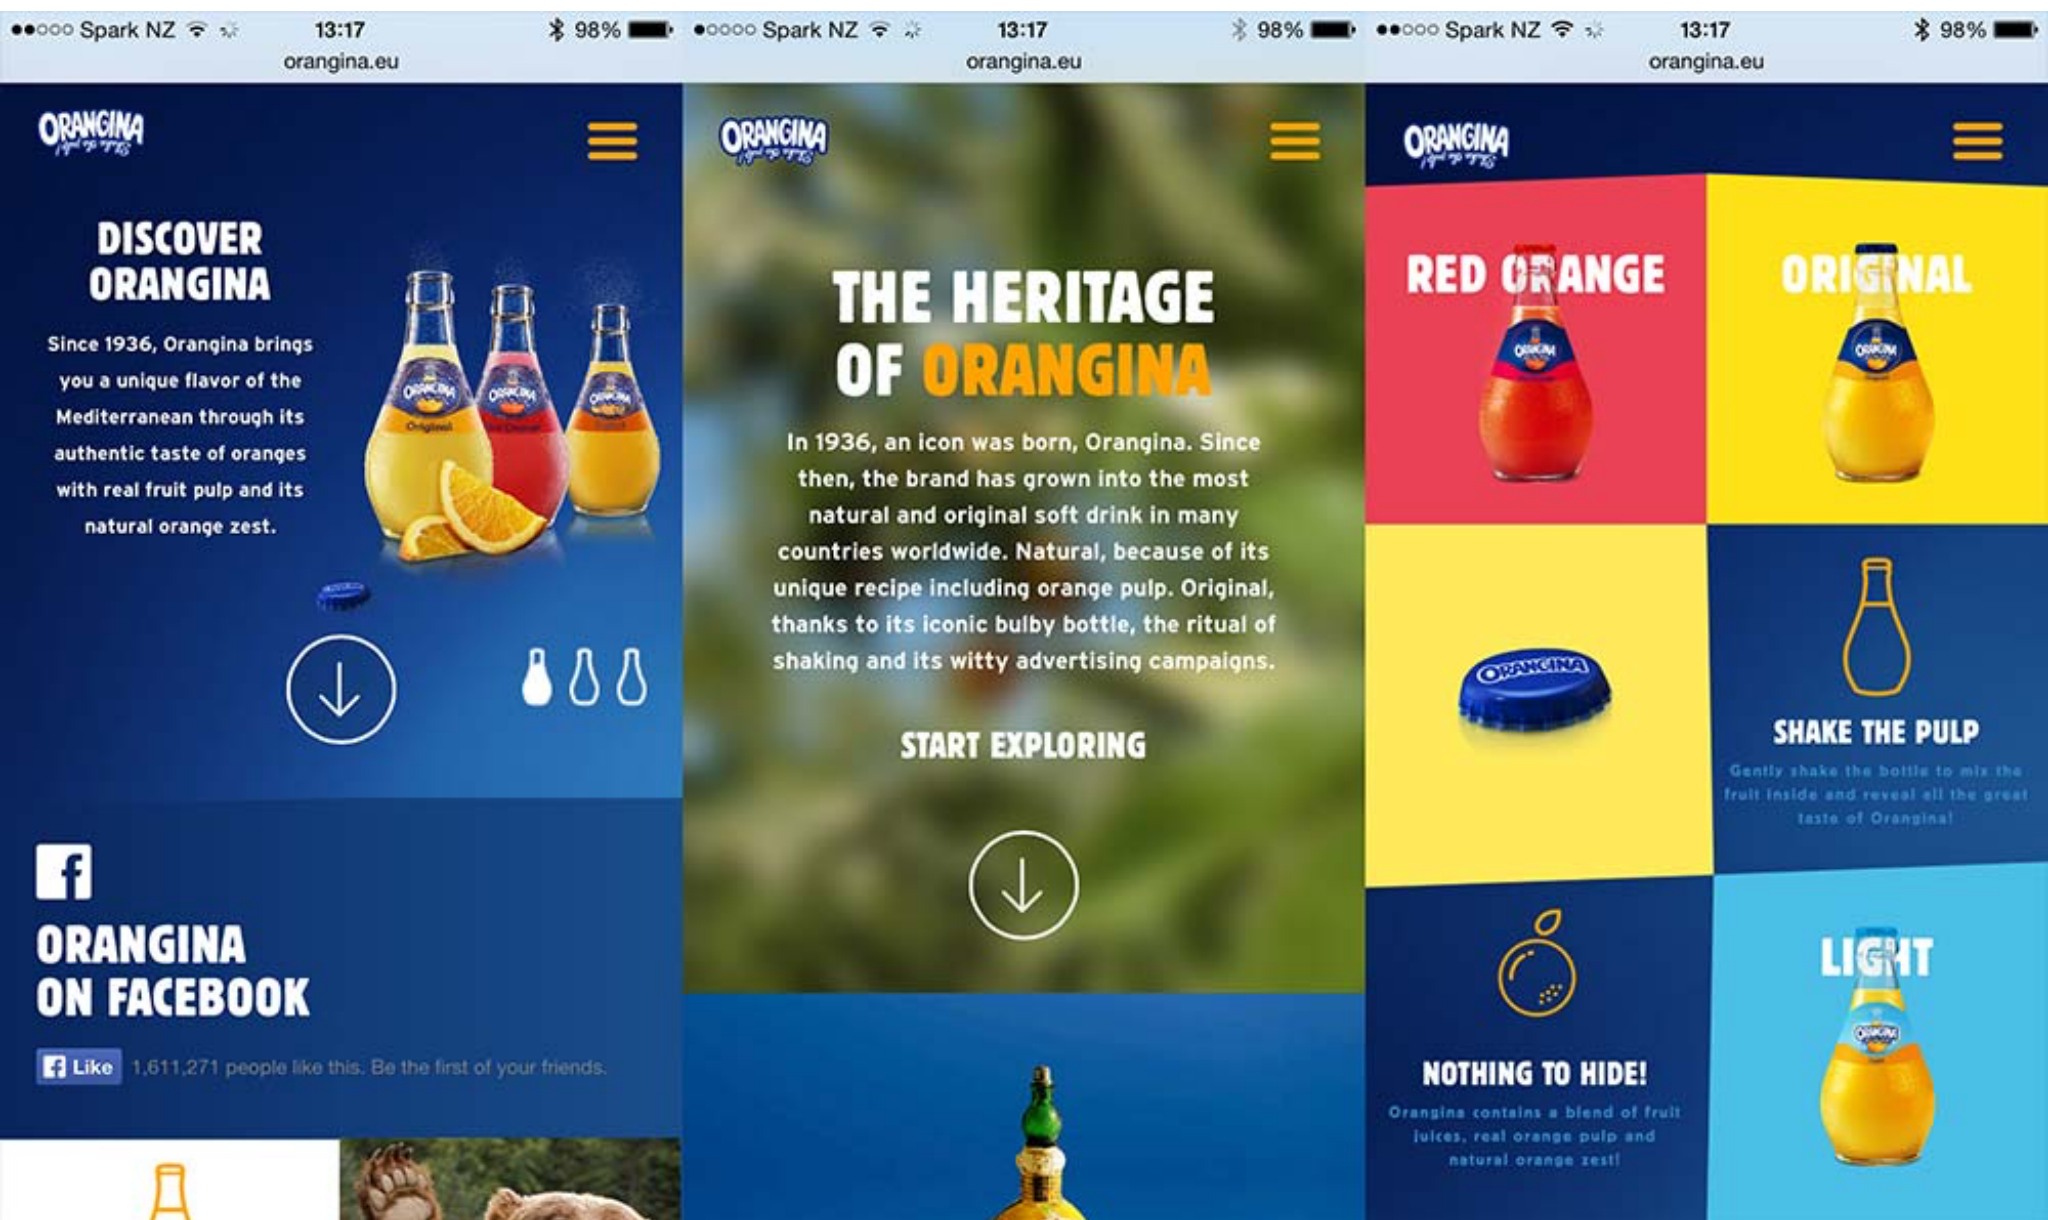 Spark NZ 13:17 98%
orangina.eu
ORANGINA
DISCOVER
ORANGINA
Since 1936, Orangina brings
you a unique flavor of the
Mediterranean through its
authentic taste of oranges
with real fruit pulp and its
natural orange zest.
ORANGINA
Original
ORANGINA
ORANGINA
ORANGINA
ON FACEBOOK
Like 1,611,271 people like this. Be the first of your friends.
Spark NZ 13:17 98%
orangina.eu
ORANGINA
THE HERITAGE
OF ORANGINA
In 1936, an icon was born, Orangina. Since
then, the brand has grown into the most
natural and original soft drink in many
countries worldwide. Natural, because of its
unique recipe including orange pulp. Original,
thanks to its iconic bulby bottle, the ritual of
shaking and its witty advertising campaigns.
START EXPLORING
Spark NZ 13:17 98%
orangina.eu
ORANGINA
RED ORANGE
ORANGINA
ORIGINAL
ORANGINA
ORANGINA
SHAKE THE PULP
Gently shake the bottle to mix the
fruit inside and reveal all the great
taste of Orangina!
NOTHING TO HIDE!
Orangina contains a blend of fruit
juices, real orange pulp and
natural orange zest!
LIGHT
ORANGINA